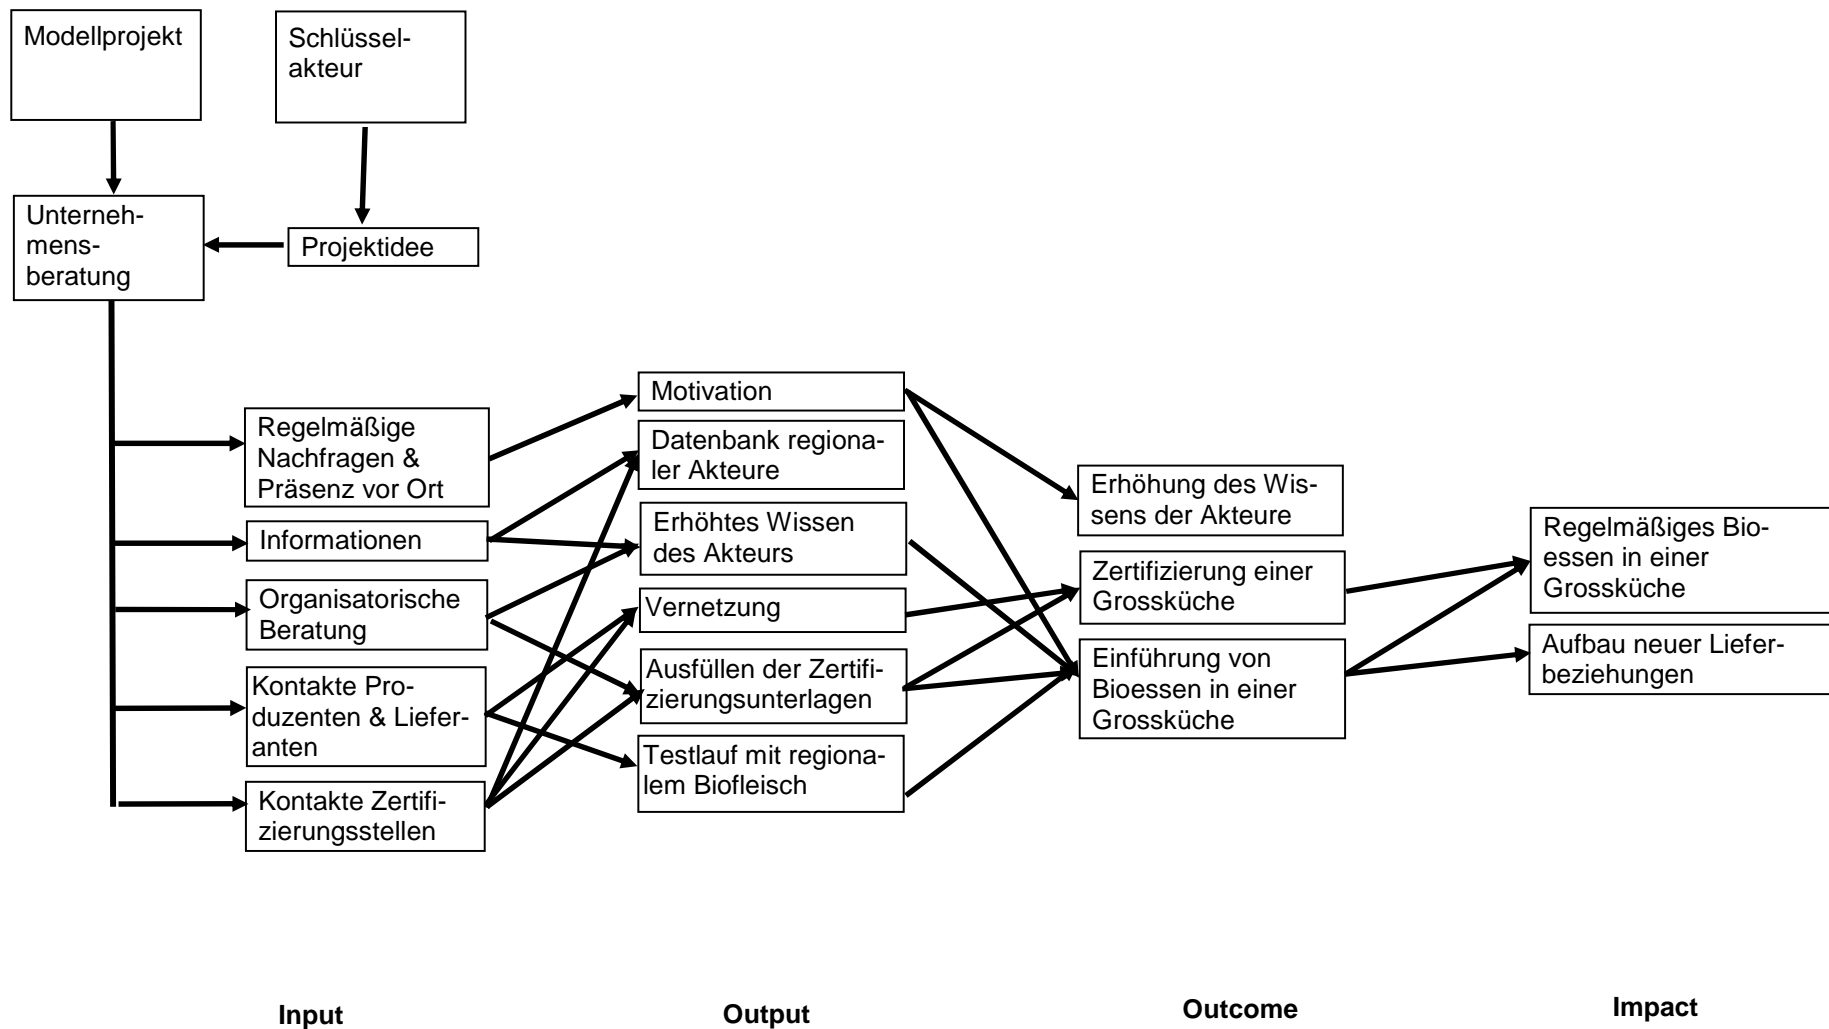 Modellprojekt
Schlüssel-
akteur
Unterneh-
mens-
beratung
Projektidee
Regelmäßige
Nachfragen &
Präsenz vor Ort
Informationen
Organisatorische
Beratung
Kontakte Pro-
duzenten & Liefer-
anten
Kontakte Zertifi-
zierungsstellen
Motivation
Datenbank regiona-
ler Akteure
Erhöhtes Wissen
des Akteurs
Vernetzung
Ausfüllen der Zertifi-
zierungsunterlagen
Testlauf mit regiona-
lem Biofleisch
Erhöhung des Wis-
sens der Akteure
Zertifizierung einer
Grossküche
Einführung von
Bioessen in einer
Grossküche
Regelmäßiges Bio-
essen in einer
Grossküche
Aufbau neuer Liefer-
beziehungen
Input
Output
Outcome
Impact